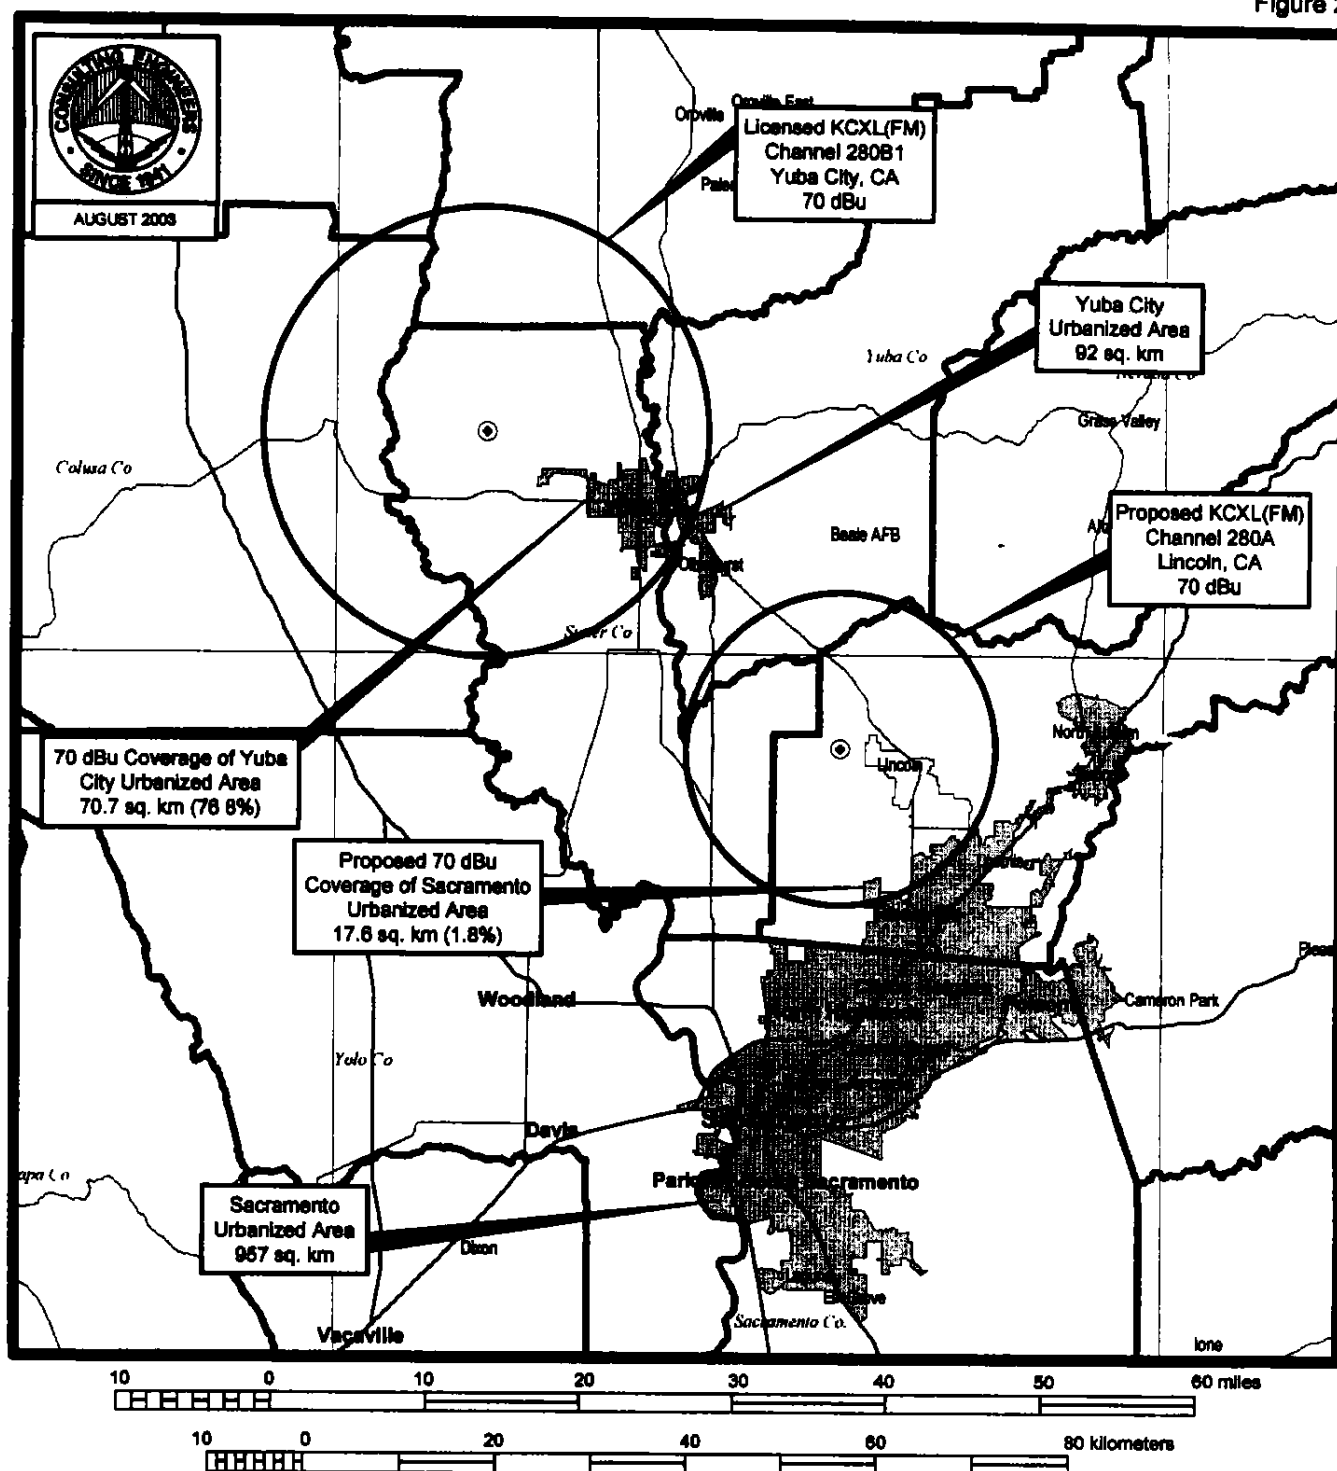 Figure 2
CONSULTING ENGINEERS
SINCE 1941
AUGUST 2003
Oroville
Oroville East
Licensed KCXL(FM)
Channel 280B1
Yuba City, CA
70 dBu
Yuba City
Urbanized Area
92 sq. km
Yuba Co
Grass Valley
Colusa Co
Proposed KCXL(FM)
Channel 280A
Lincoln, CA
70 dBu
Beale AFB
70 dBu Coverage of Yuba
City Urbanized Area
70.7 sq. km (76 8%)
Lincoln
Proposed 70 dBu
Coverage of Sacramento
Urbanized Area
17.6 sq. km (1.8%)
Woodland
Cameron Park
Yolo Co
Davis
apa Co
Sacramento
Sacramento
Urbanized Area
957 sq. km
Dixon
Sacramento Co.
Vacaville
Ione
10 0 10 20 30 40 50 60 miles
10 0 20 40 60 80 kilometers